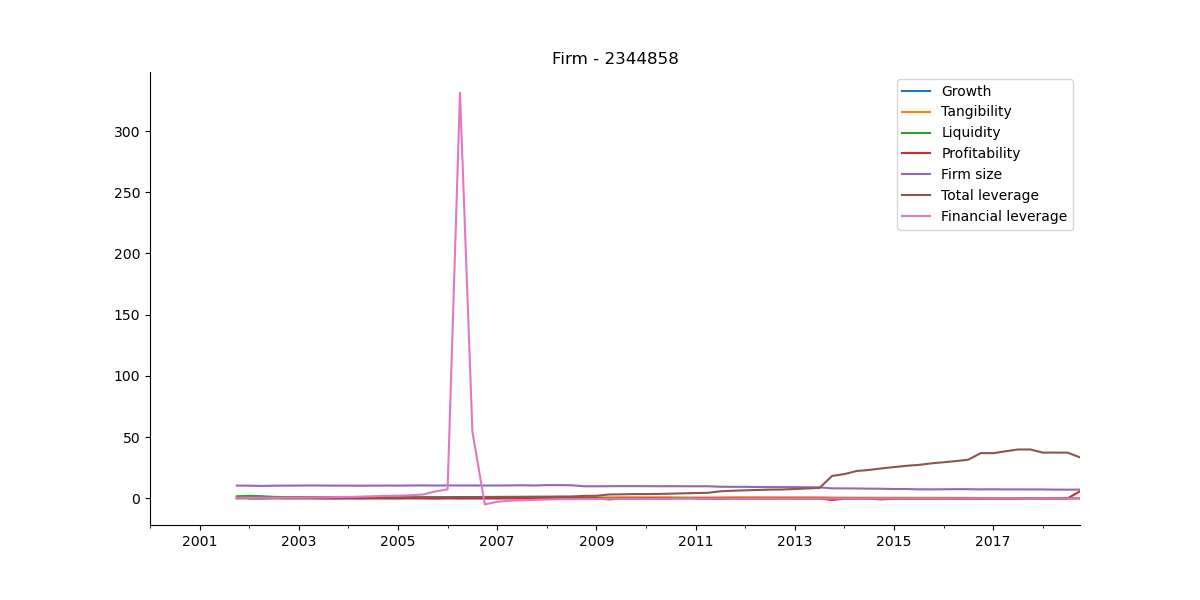 Firm - 2344858
Growth
Tangibility
Liquidity
Profitability
Firm size
Total leverage
Financial leverage
300
250
200
150
100
50
0
2001 2003 2005 2007 2009 2011 2013 2015 2017